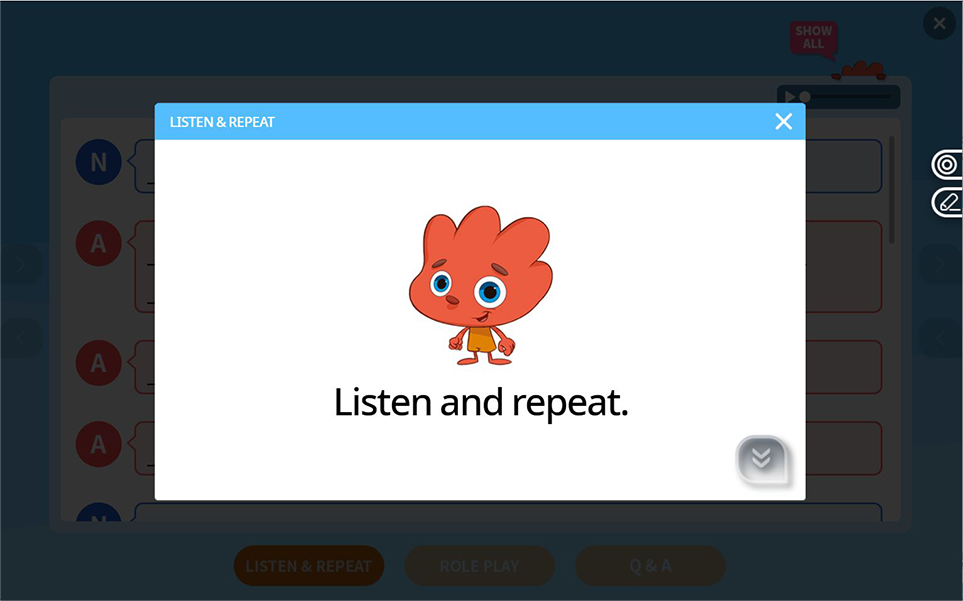 SHOW
ALL
LISTEN & REPEAT
N
A
Listen and repeat.
A
A
N
LISTEN & REPEAT
ROLE PLAY
Q & A